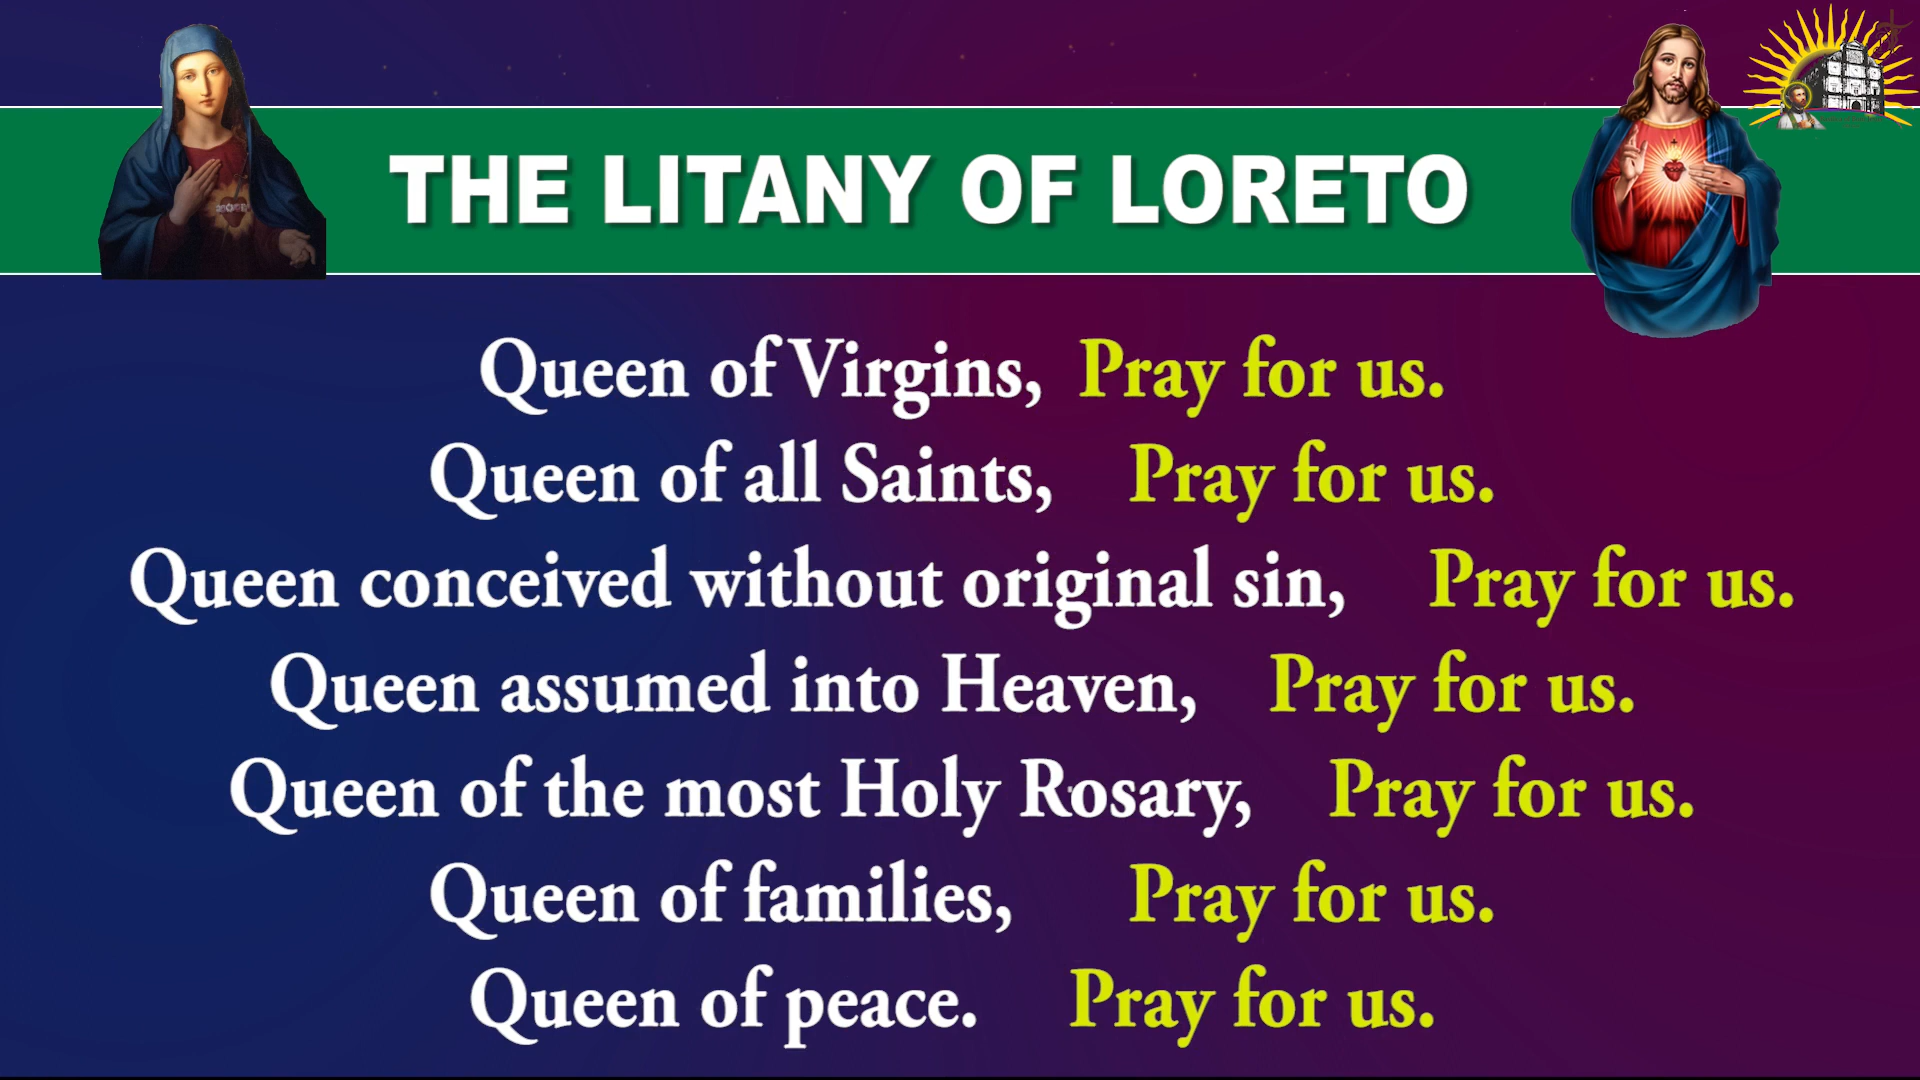 THE LITANY OF LORETO
Queen of Virgins, Pray for us.
Queen of all Saints, Pray for us.
Queen conceived without original sin, Pray for us.
Queen assumed into Heaven, Pray for us.
Queen of the most Holy Rosary, Pray for us.
Queen of families, Pray for us.
Queen of peace. Pray for us.